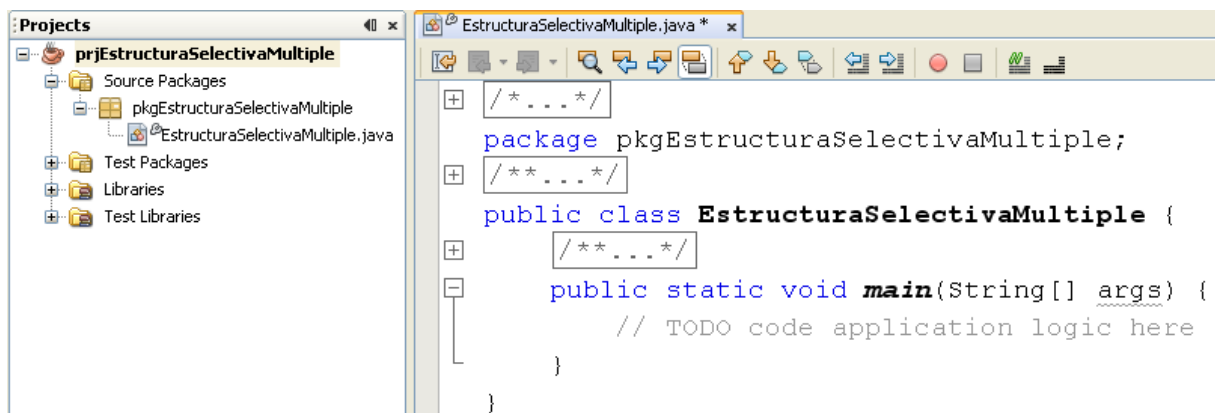 Projects
prjEstructuraSelectivaMultiple
Source Packages
pkgEstructuraSelectivaMultiple
EstructuraSelectivaMultiple.java
Test Packages
Libraries
Test Libraries
EstructuraSelectivaMultiple.java *
/*...*/
package pkgEstructuraSelectivaMultiple;
/**...*/
public class EstructuraSelectivaMultiple {
/**...*/
public static void main(String[] args) {
// TODO code application logic here
}
}